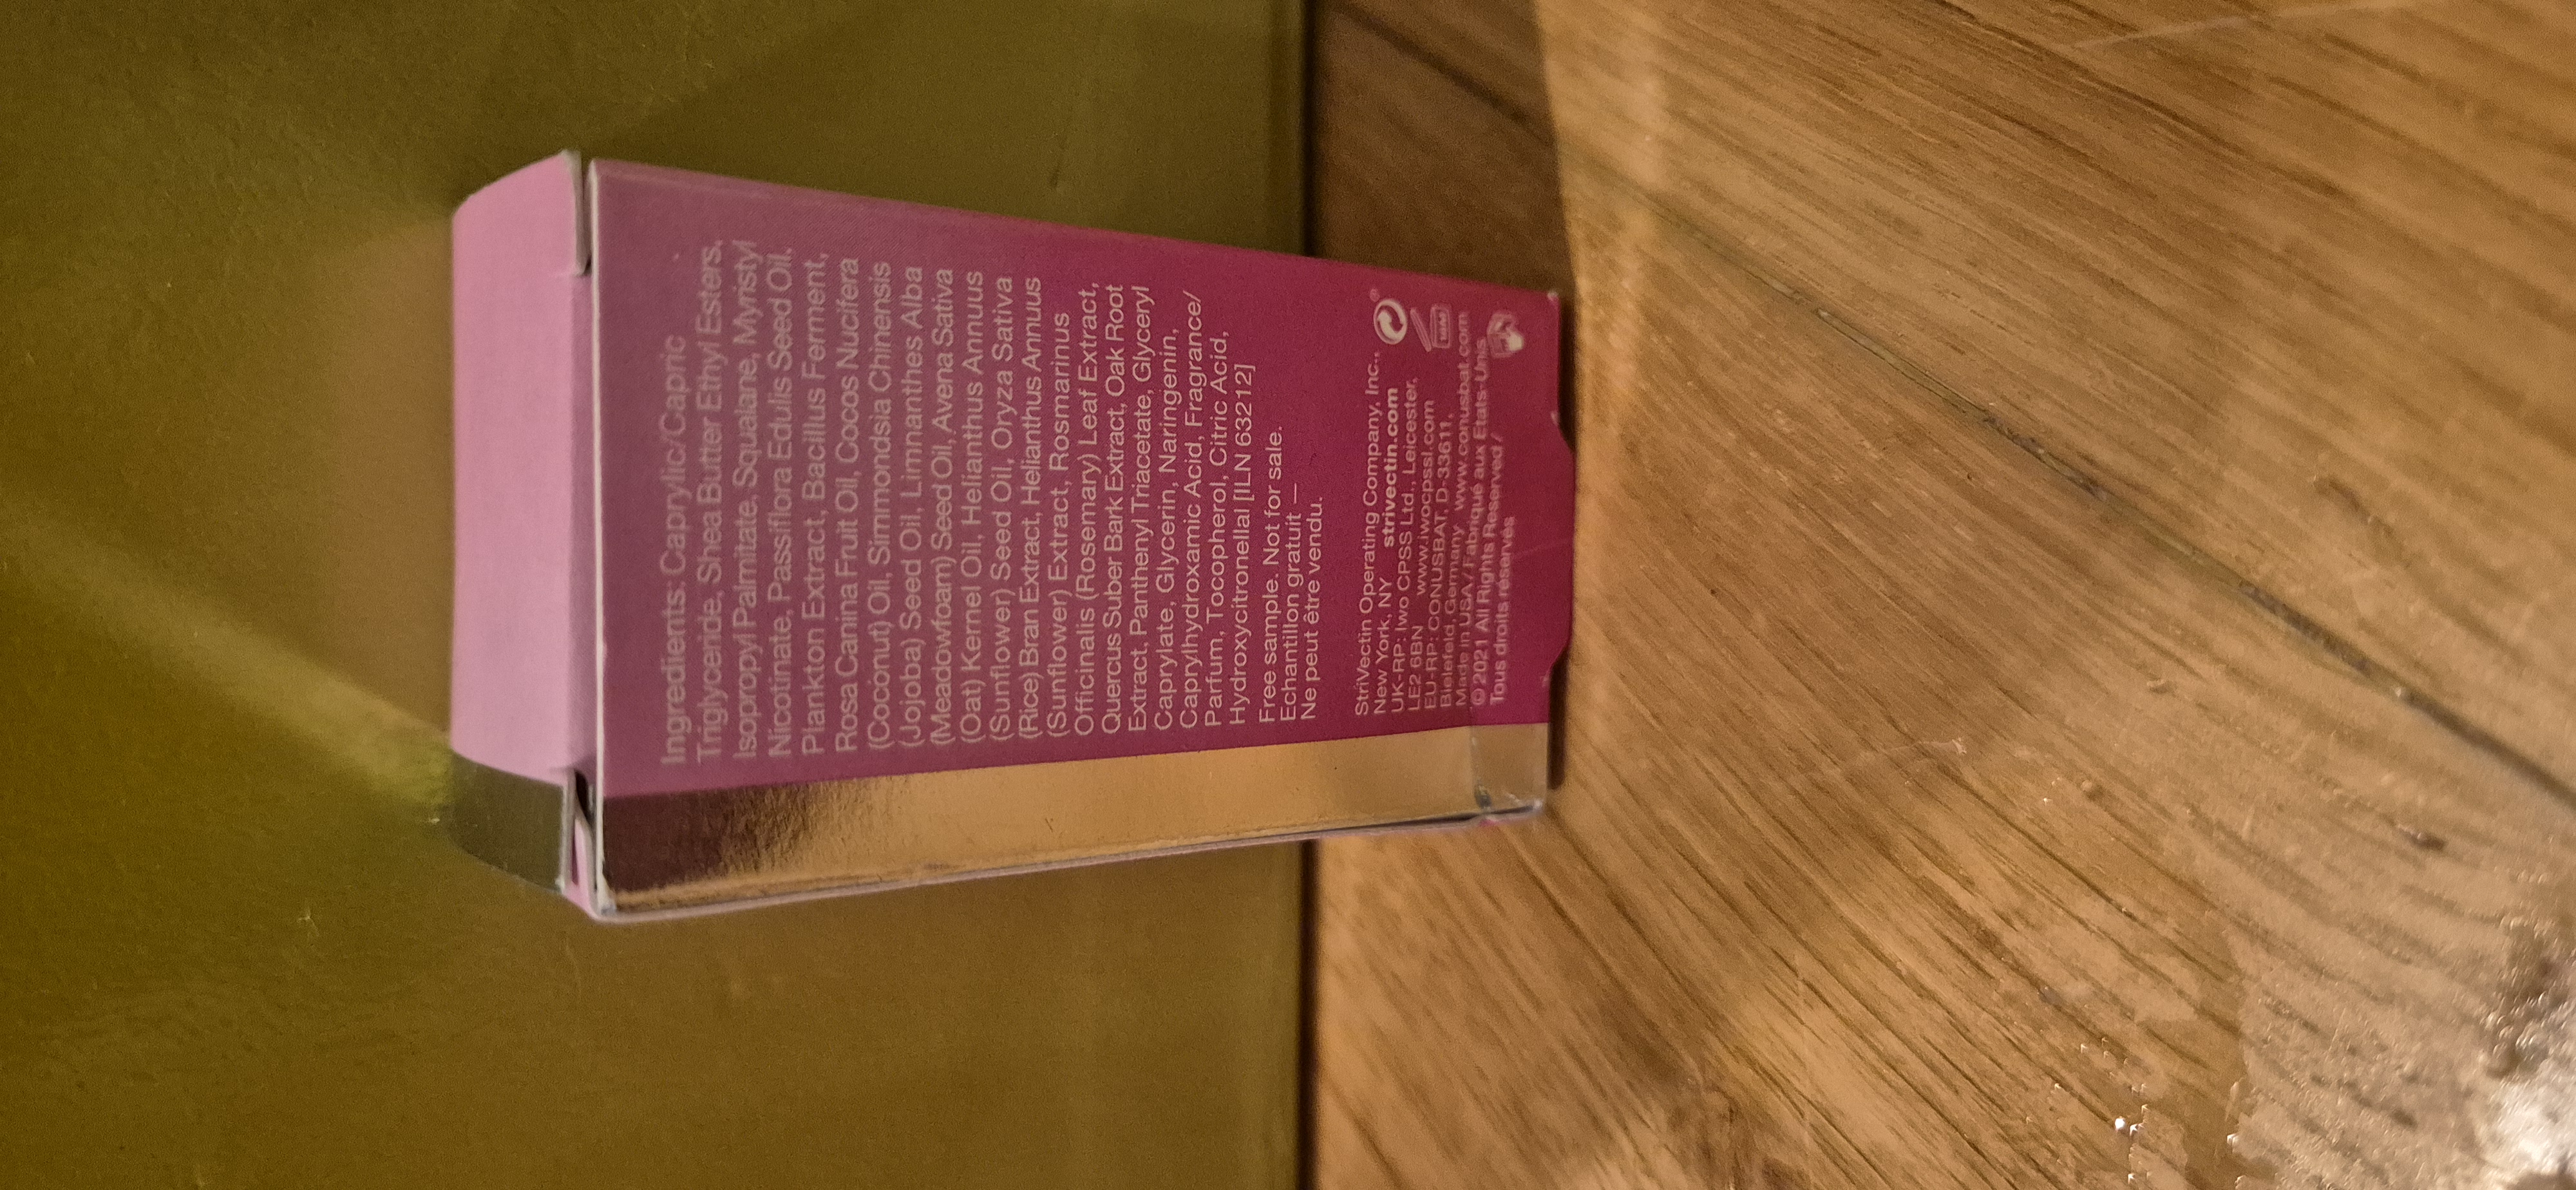 Ingredients: Caprylic/Capric
Triglyceride, Shea Butter Ethyl Esters,
Isopropyl Palmitate, Squalane, Myristyl
Nicotinate, Passiflora Edulis Seed Oil,
Plankton Extract, Bacillus Ferment,
Rosa Canina Fruit Oil, Cocos Nucifera
(Coconut) Oil, Simmondsia Chinensis
(Jojoba) Seed Oil, Limnanthes Alba
(Meadowfoam) Seed Oil, Avena Sativa
(Oat) Kernel Oil, Helianthus Annuus
(Sunflower) Seed Oil, Oryza Sativa
(Rice) Bran Extract, Helianthus Annuus
(Sunflower) Extract, Rosmarinus
Officinalis (Rosemary) Leaf Extract,
Quercus Suber Bark Extract, Oak Root
Extract, Panthenyl Triacetate, Glyceryl
Caprylate, Glycerin, Naringenin,
Caprylhydroxamic Acid, Fragrance/
Parfum, Tocopherol, Citric Acid,
Hydroxycitronellal [ILN 63212]
Free sample. Not for sale.
Echantillon gratuit –
Ne peut être vendu.
StriVectin Operating Company, Inc.,
New York, NY strivectin.com
UK-RP: Iwo CPSS Ltd., Leicester,
LE2 6BN www.iwocpssl.com
EU-RP: CONUSBAT, D-33611,
Bielefeld, Germany www.conusbat.com
Made in USA / Fabriqué aux États-Unis
© 2021 All Rights Reserved /
Tous droits réservés